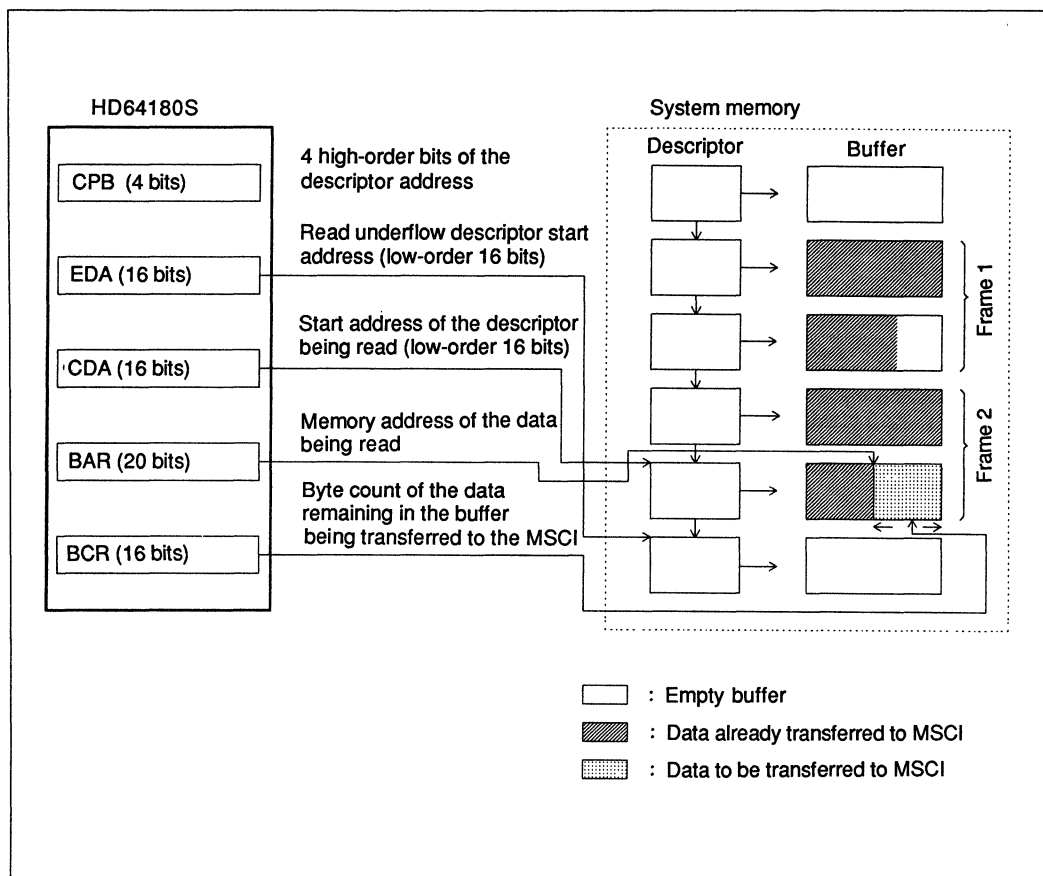 HD64180S
CPB (4 bits)
EDA (16 bits)
CDA (16 bits)
BAR (20 bits)
BCR (16 bits)
4 high-order bits of the
descriptor address
Read underflow descriptor start
address (low-order 16 bits)
Start address of the descriptor
being read (low-order 16 bits)
Memory address of the data
being read
Byte count of the data
remaining in the buffer
being transferred to the MSCI
System memory
Descriptor
Buffer
Frame 1
Frame 2
: Empty buffer
: Data already transferred to MSCI
: Data to be transferred to MSCI